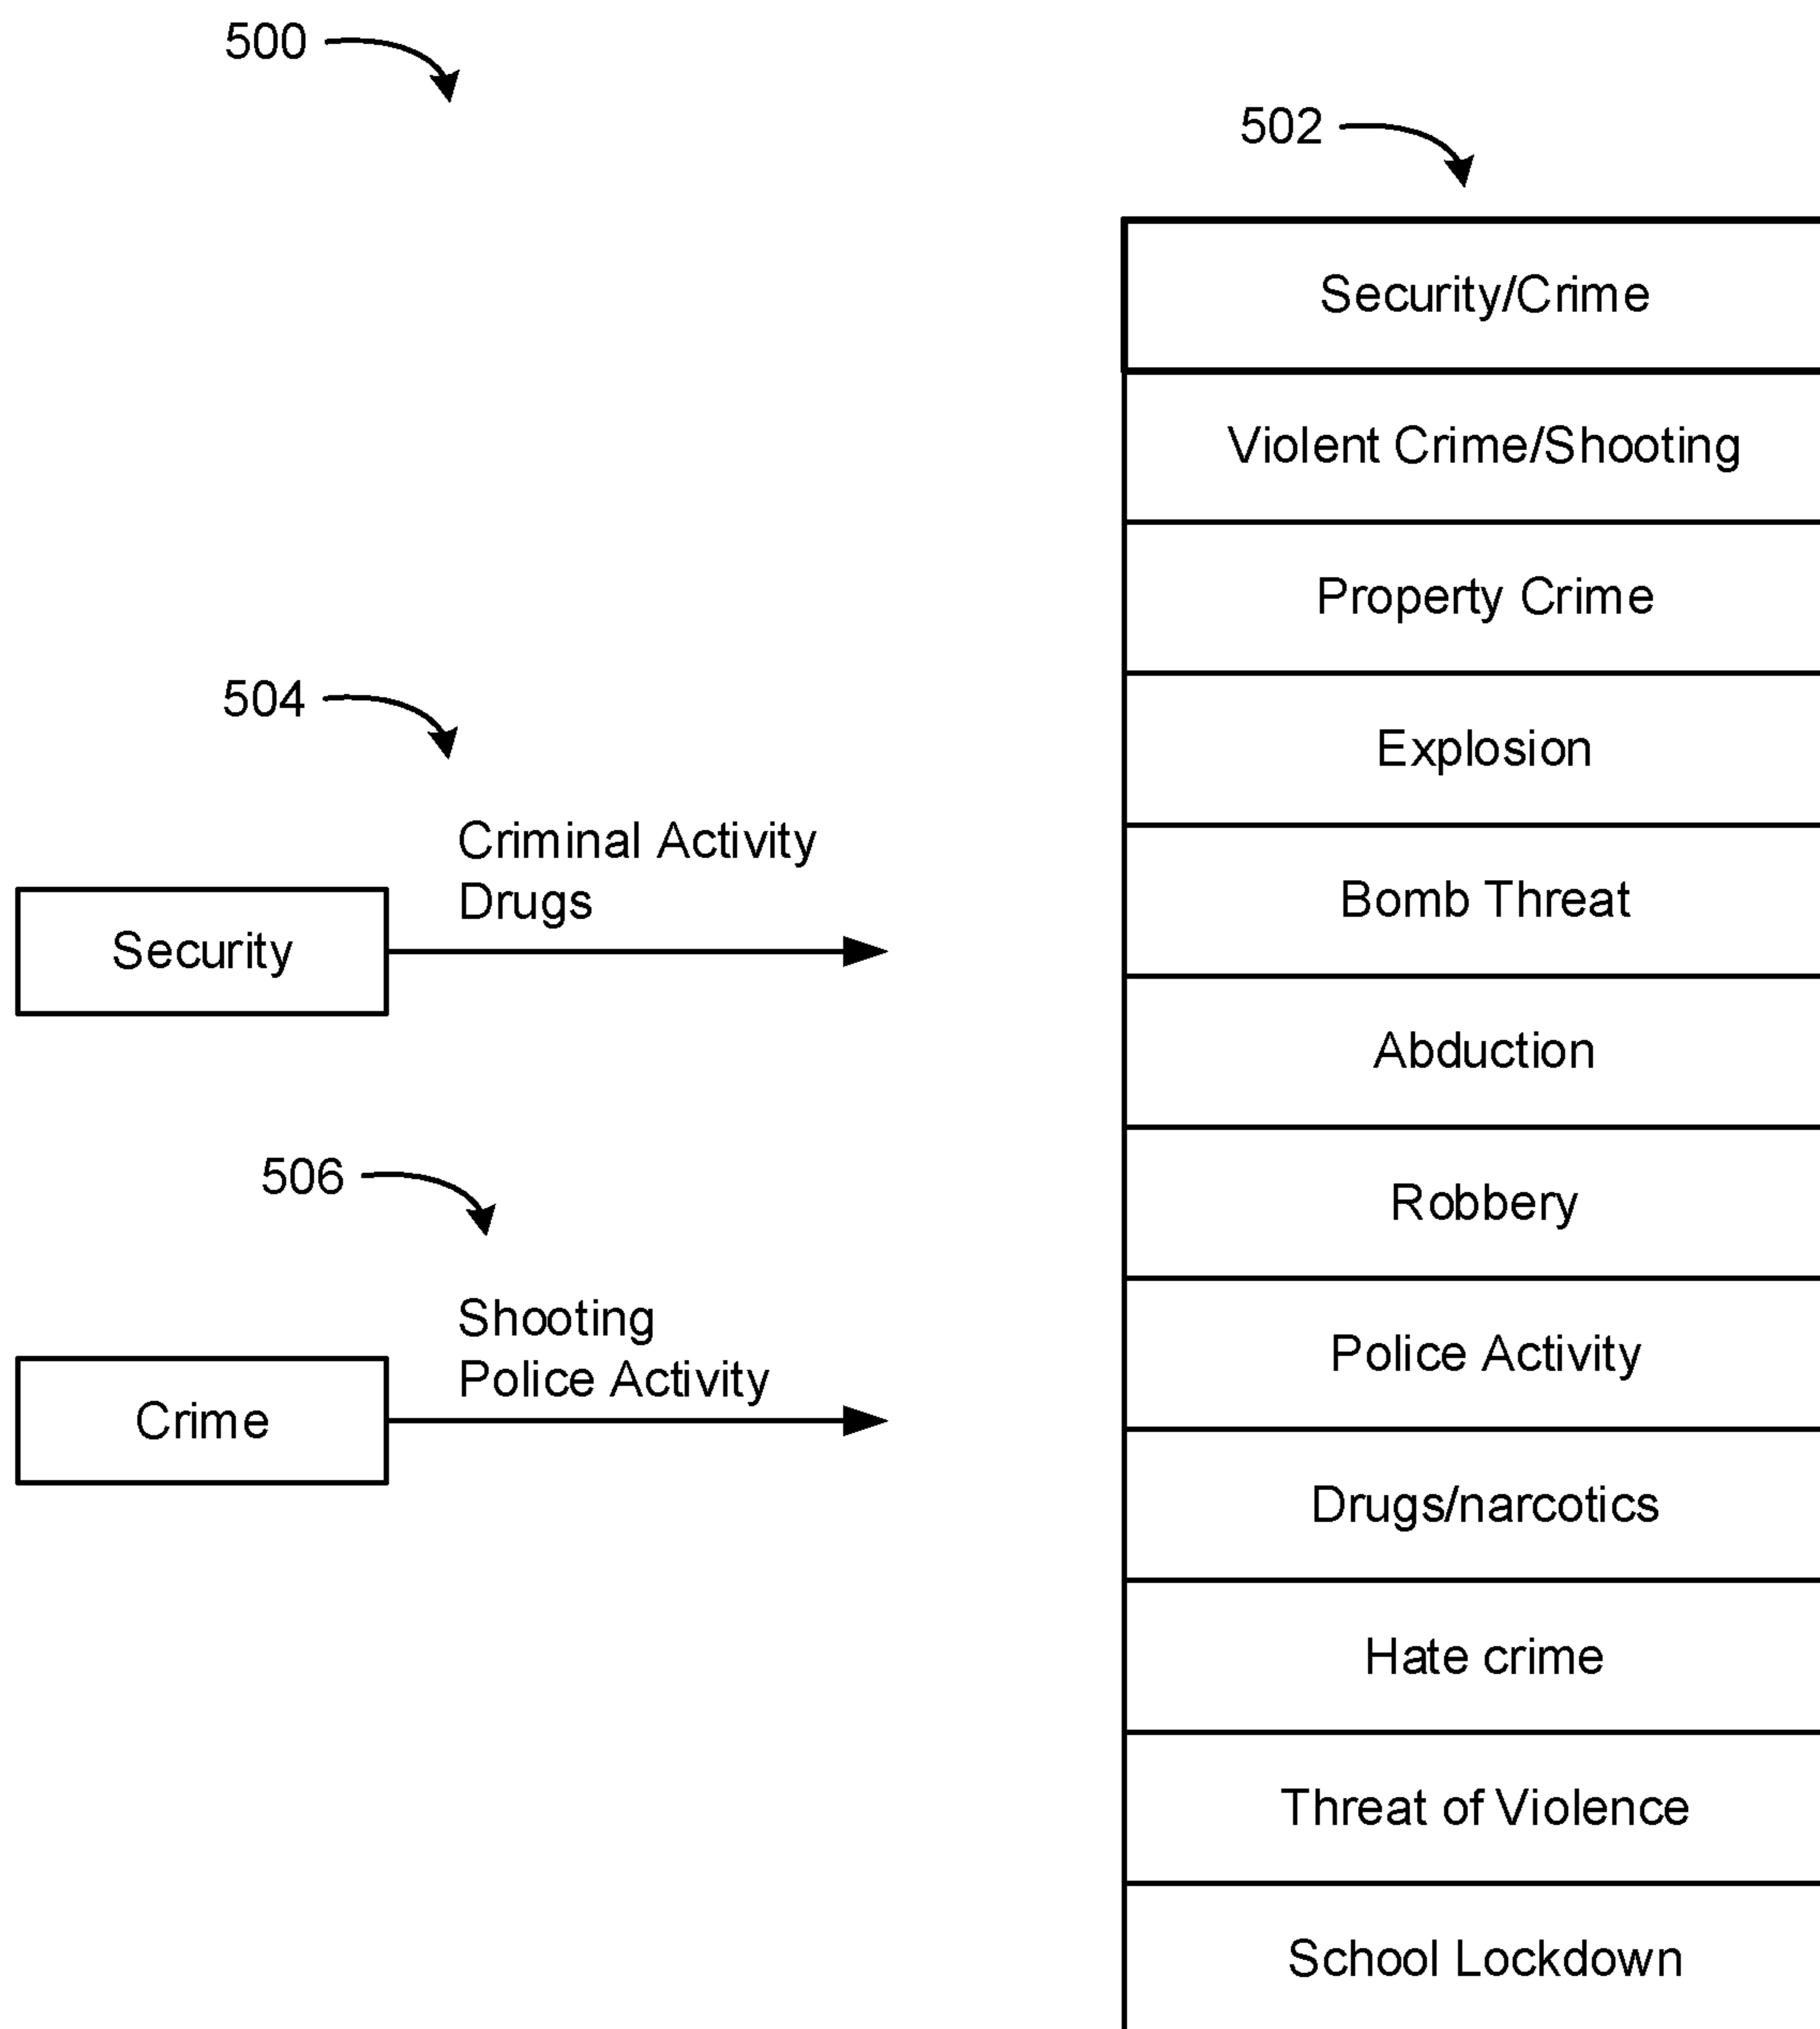 500
502
Security/Crime
Violent Crime/Shooting
Property Crime
Explosion
Bomb Threat
Abduction
Robbery
Police Activity
Drugs/narcotics
Hate crime
Threat of Violence
School Lockdown
504
Criminal Activity
Drugs
Security
506
Shooting
Police Activity
Crime